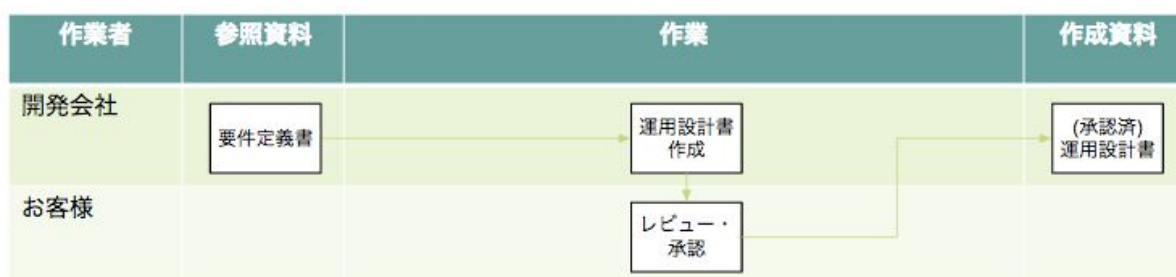 作業者 参照資料 作業 作成資料
開発会社
要件定義書
運用設計書
作成
(承認済)
運用設計書
お客様
レビュー・
承認